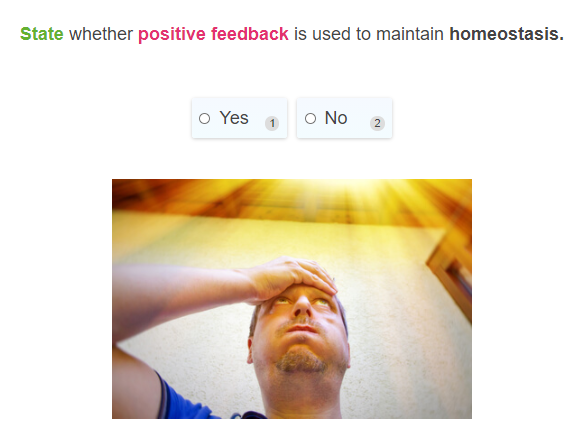 State whether positive feedback is used to maintain homeostasis.
Yes 1 No 2